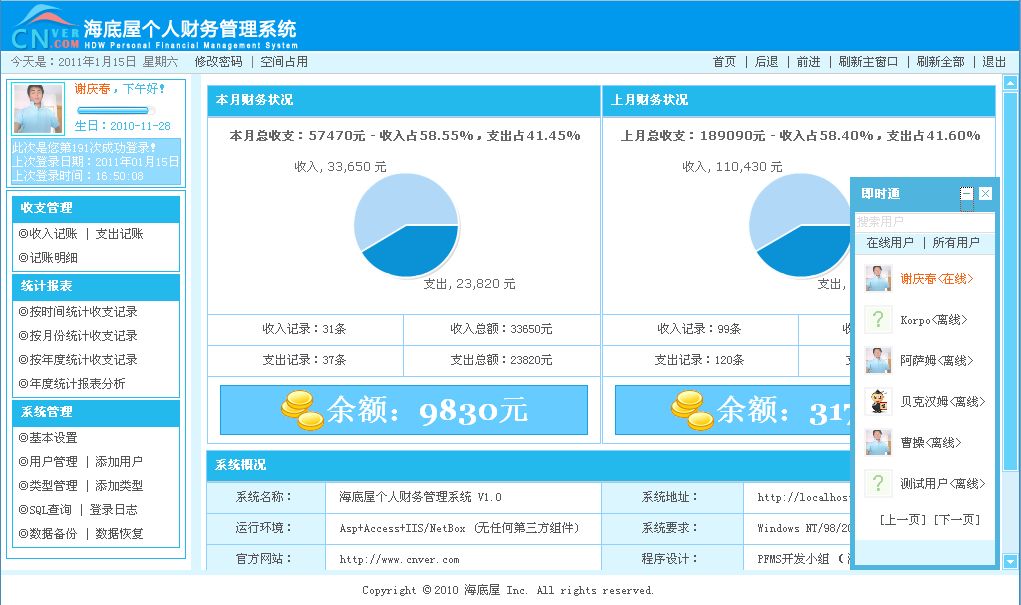 CNVER.COM 海底屋个人财务管理系统
HDW Personal Financial Management System
今天是：2011年1月15日 星期六 修改密码 | 空间占用 首页 | 后退 | 前进 | 刷新主窗口 | 刷新全部 | 退出
谢庆春，下午好！
生日：2010-11-28
此次是您第191次成功登录！
上次登录日期：2011年01月15日
上次登录时间：16:50:08
收支管理
◎收入记账 | 支出记账
◎记账明细
统计报表
◎按时间统计收支记录
◎按月份统计收支记录
◎按年度统计收支记录
◎年度统计报表分析
系统管理
◎基本设置
◎用户管理 | 添加用户
◎类型管理 | 添加类型
◎SQL查询 | 登录日志
◎数据备份 | 数据恢复
本月财务状况
本月总收支：57470元 - 收入占58.55%，支出占41.45%
收入, 33,650 元
支出, 23,820 元
收入记录：31条 收入总额：33650元
支出记录：37条 支出总额：23820元
余额：9830元
上月财务状况
上月总收支：189090元 - 收入占58.40%，支出占41.60%
收入, 110,430 元
支出,
收入记录：99条
支出记录：120条
余额：317
系统概况
系统名称： 海底屋个人财务管理系统 V1.0 系统地址： http://localhos
运行环境： Asp+Access+IIS/NetBox (无任何第三方组件) 系统要求： Windows NT/98/20
官方网站： http://www.cnver.com 程序设计： PFMS开发小组
即时通
搜索用户
在线用户 | 所有用户
谢庆春<在线>
Korpo<离线>
阿萨姆<离线>
贝克汉姆<离线>
曹操<离线>
测试用户<离线>
[上一页] [下一页]
Copyright ©2010 海底屋 Inc. All rights reserved.